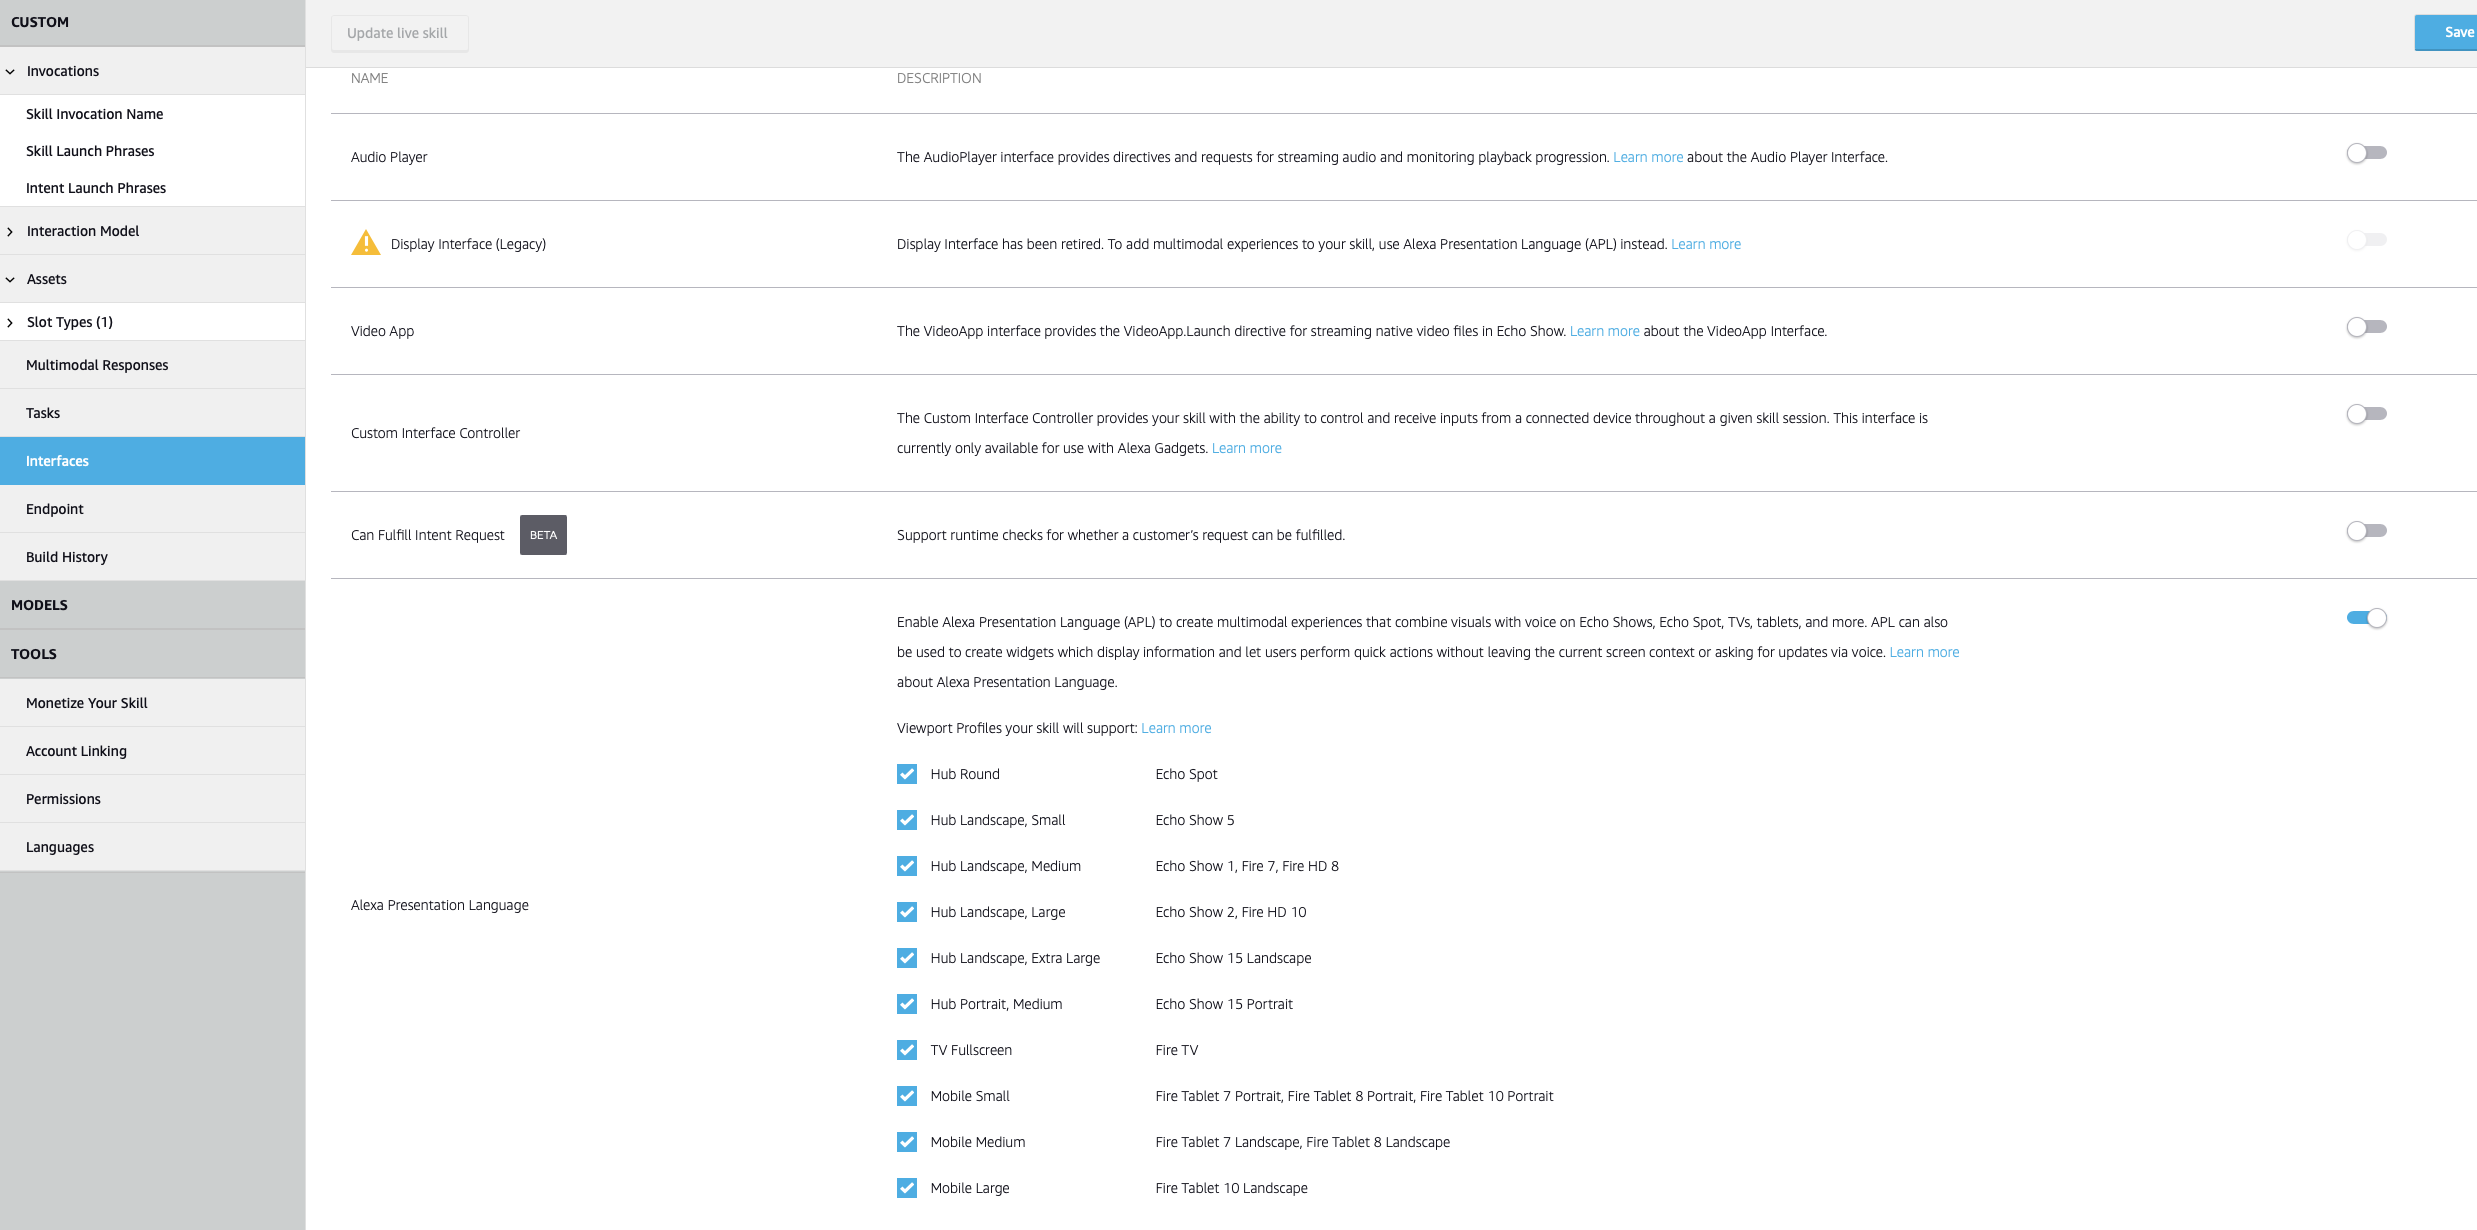 CUSTOM
Invocations
Skill Invocation Name
Skill Launch Phrases
Intent Launch Phrases
Interaction Model
Assets
Slot Types (1)
Multimodal Responses
Tasks
Interfaces
Endpoint
Build History
MODELS
TOOLS
Monetize Your Skill
Account Linking
Permissions
Languages
Update live skill
Save
NAME DESCRIPTION
Audio Player
The AudioPlayer interface provides directives and requests for streaming audio and monitoring playback progression. Learn more about the Audio Player Interface.
Display Interface (Legacy)
Display Interface has been retired. To add multimodal experiences to your skill, use Alexa Presentation Language (APL) instead. Learn more
Video App
The VideoApp interface provides the VideoApp.Launch directive for streaming native video files in Echo Show. Learn more about the VideoApp Interface.
Custom Interface Controller
The Custom Interface Controller provides your skill with the ability to control and receive inputs from a connected device throughout a given skill session. This interface is
currently only available for use with Alexa Gadgets. Learn more
Can Fulfill Intent Request BETA
Support runtime checks for whether a customer's request can be fulfilled.
Alexa Presentation Language
Enable Alexa Presentation Language (APL) to create multimodal experiences that combine visuals with voice on Echo Shows, Echo Spot, TVs, tablets, and more. APL can also
be used to create widgets which display information and let users perform quick actions without leaving the current screen context or asking for updates via voice. Learn more
about Alexa Presentation Language.
Viewport Profiles your skill will support: Learn more
Hub Round Echo Spot
Hub Landscape, Small Echo Show 5
Hub Landscape, Medium Echo Show 1, Fire 7, Fire HD 8
Hub Landscape, Large Echo Show 2, Fire HD 10
Hub Landscape, Extra Large Echo Show 15 Landscape
Hub Portrait, Medium Echo Show 15 Portrait
TV Fullscreen Fire TV
Mobile Small Fire Tablet 7 Portrait, Fire Tablet 8 Portrait, Fire Tablet 10 Portrait
Mobile Medium Fire Tablet 7 Landscape, Fire Tablet 8 Landscape
Mobile Large Fire Tablet 10 Landscape